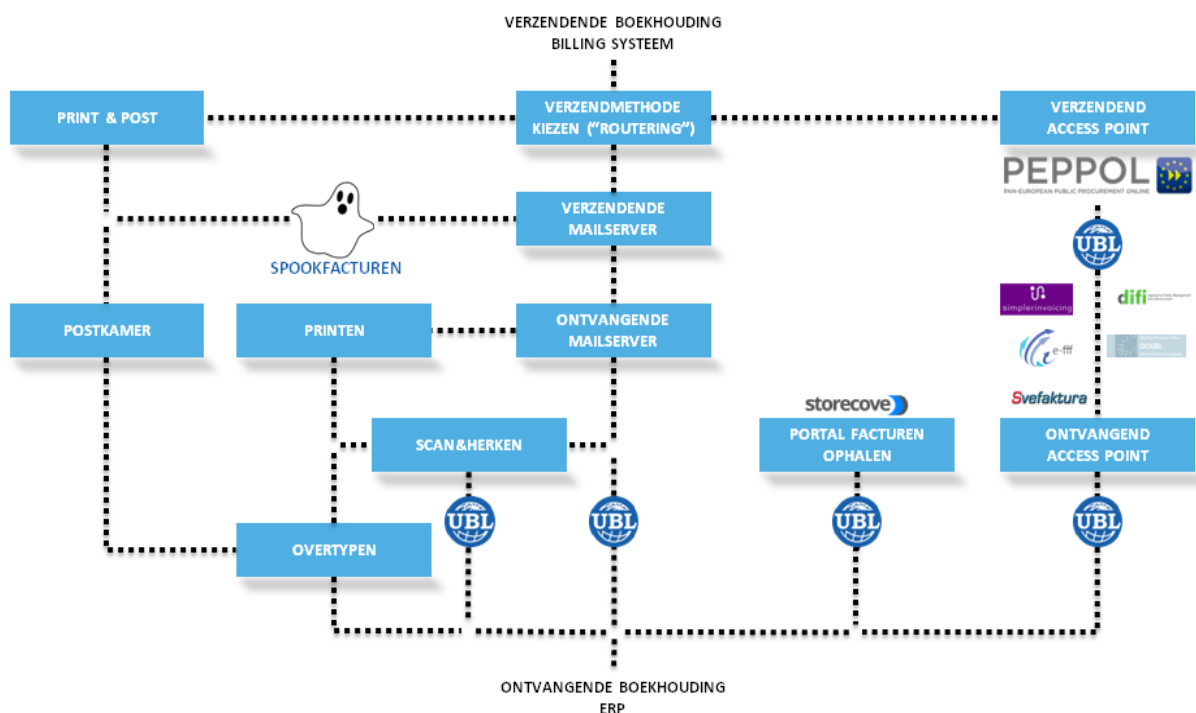 VERZENDENDE BOEKHOUDING
BILLING SYSTEEM
PRINT & POST
VERZENDMETHODE
KIEZEN ("ROUTERING")
VERZENDEND
ACCESS POINT
PEPPOL
PAN-EUROPEAN PUBLIC PROCUREMENT ONLINE
VERZENDENDE
MAILSERVER
SPOOKFACTUREN
UBL
simplerinvoicing
difi
POSTKAMER
PRINTEN
ONTVANGENDE
MAILSERVER
e-fff
OIOUBL
Svefaktura
storecove
SCAN&HERKEN
PORTAL FACTUREN
OPHALEN
ONTVANGEND
ACCESS POINT
UBL
UBL
UBL
UBL
OVERTYPEN
ONTVANGENDE BOEKHOUDING
ERP